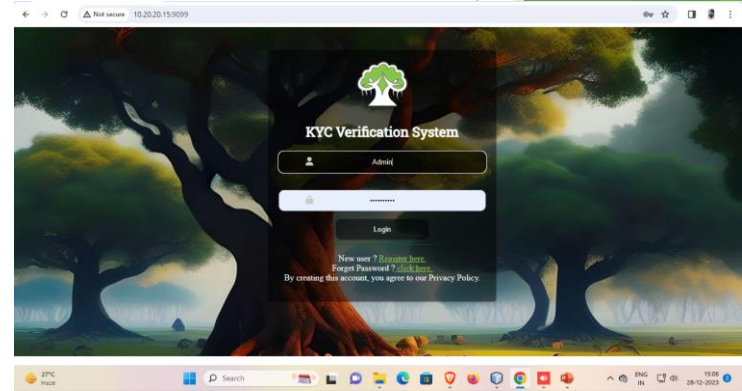 Not secure 10.20.20.15:9099
KYC Verification System
Admin
Login
New user ? Register here.
Forget Password ? click here.
By creating this account, you agree to our Privacy Policy.
27°C
Haze
Search
ENG
IN
15:06
28-12-2023